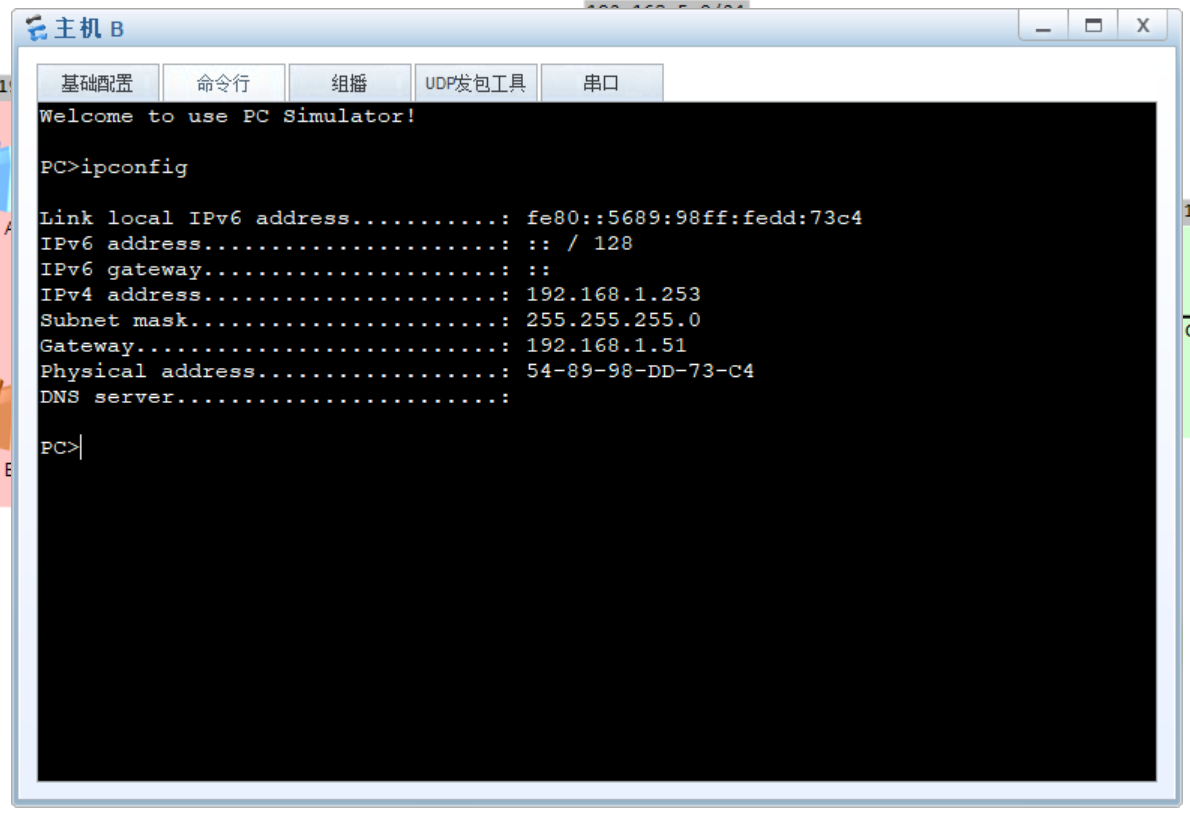 主机 B
基础配置
命令行
组播
UDP发包工具
串口
Welcome to use PC Simulator!
PC>ipconfig
Link local IPv6 address...........: fe80::5689:98ff:fedd:73c4
IPv6 address......................: :: / 128
IPv6 gateway......................: ::
IPv4 address......................: 192.168.1.253
Subnet mask.......................: 255.255.255.0
Gateway...........................: 192.168.1.51
Physical address..................: 54-89-98-DD-73-C4
DNS server........................:
PC>